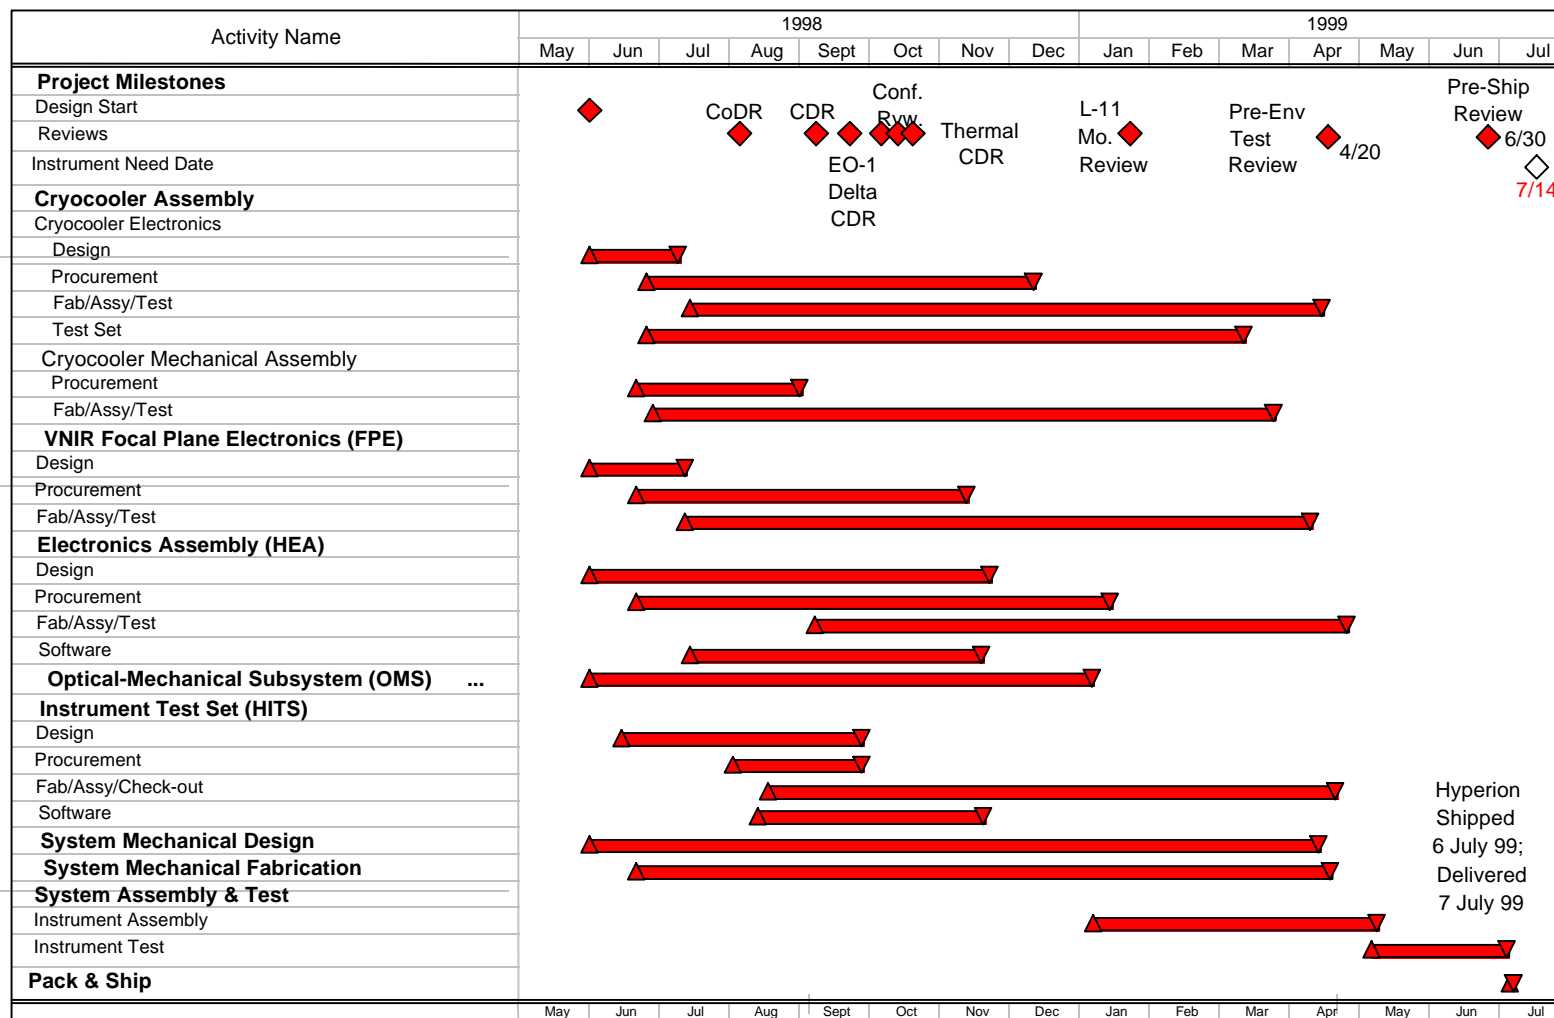 Activity Name
1998
1999
May Jun Jul Aug Sept Oct Nov Dec Jan Feb Mar Apr May Jun Jul
Project Milestones
Design Start
Reviews
Instrument Need Date
CoDR
CDR
EO-1
Delta
CDR
Conf.
Rvw.
Thermal
CDR
L-11
Mo.
Review
Pre-Env
Test
Review
4/20
Pre-Ship
Review
6/30
7/14
Cryocooler Assembly
Cryocooler Electronics
Design
Procurement
Fab/Assy/Test
Test Set
Cryocooler Mechanical Assembly
Procurement
Fab/Assy/Test
VNIR Focal Plane Electronics (FPE)
Design
Procurement
Fab/Assy/Test
Electronics Assembly (HEA)
Design
Procurement
Fab/Assy/Test
Software
Optical-Mechanical Subsystem (OMS) ...
Instrument Test Set (HITS)
Design
Procurement
Fab/Assy/Check-out
Software
System Mechanical Design
System Mechanical Fabrication
System Assembly & Test
Instrument Assembly
Instrument Test
Pack & Ship
Hyperion
Shipped
6 July 99;
Delivered
7 July 99
May Jun Jul Aug Sept Oct Nov Dec Jan Feb Mar Apr May Jun Jul